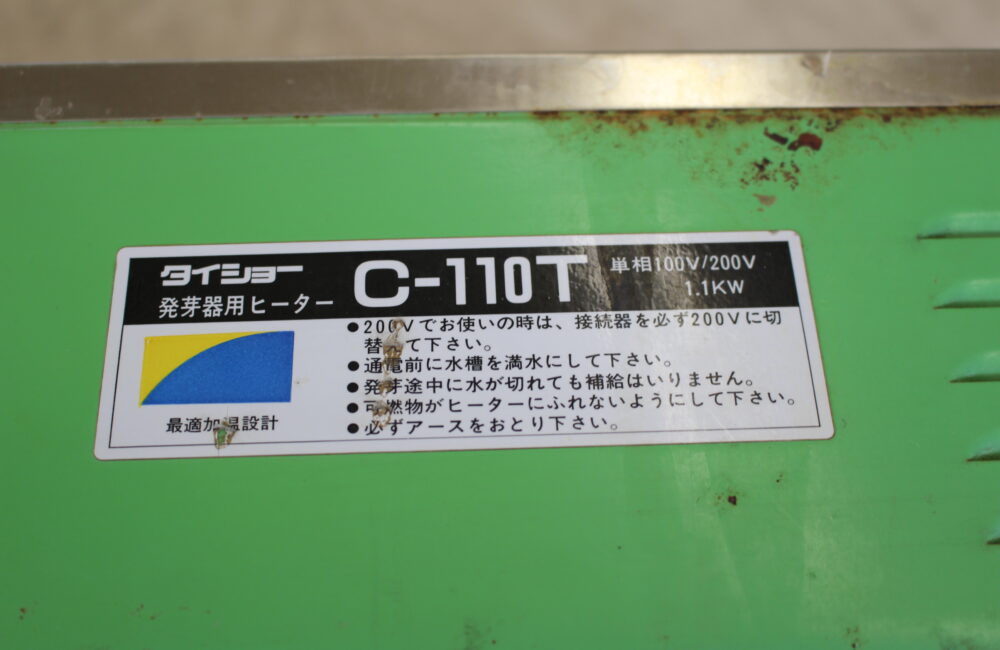 タイショー
発芽器用ヒーター
C-110T
単相100V/200V
1.1KW
●200Vでお使いの時は、接続器を必ず200Vに切
替えて下さい。
●通電前に水槽を満水にして下さい。
●発芽途中に水が切れても補給はいりません。
●可燃物がヒーターにふれないようにして下さい。
●必ずアースをおとり下さい。
最適加温設計